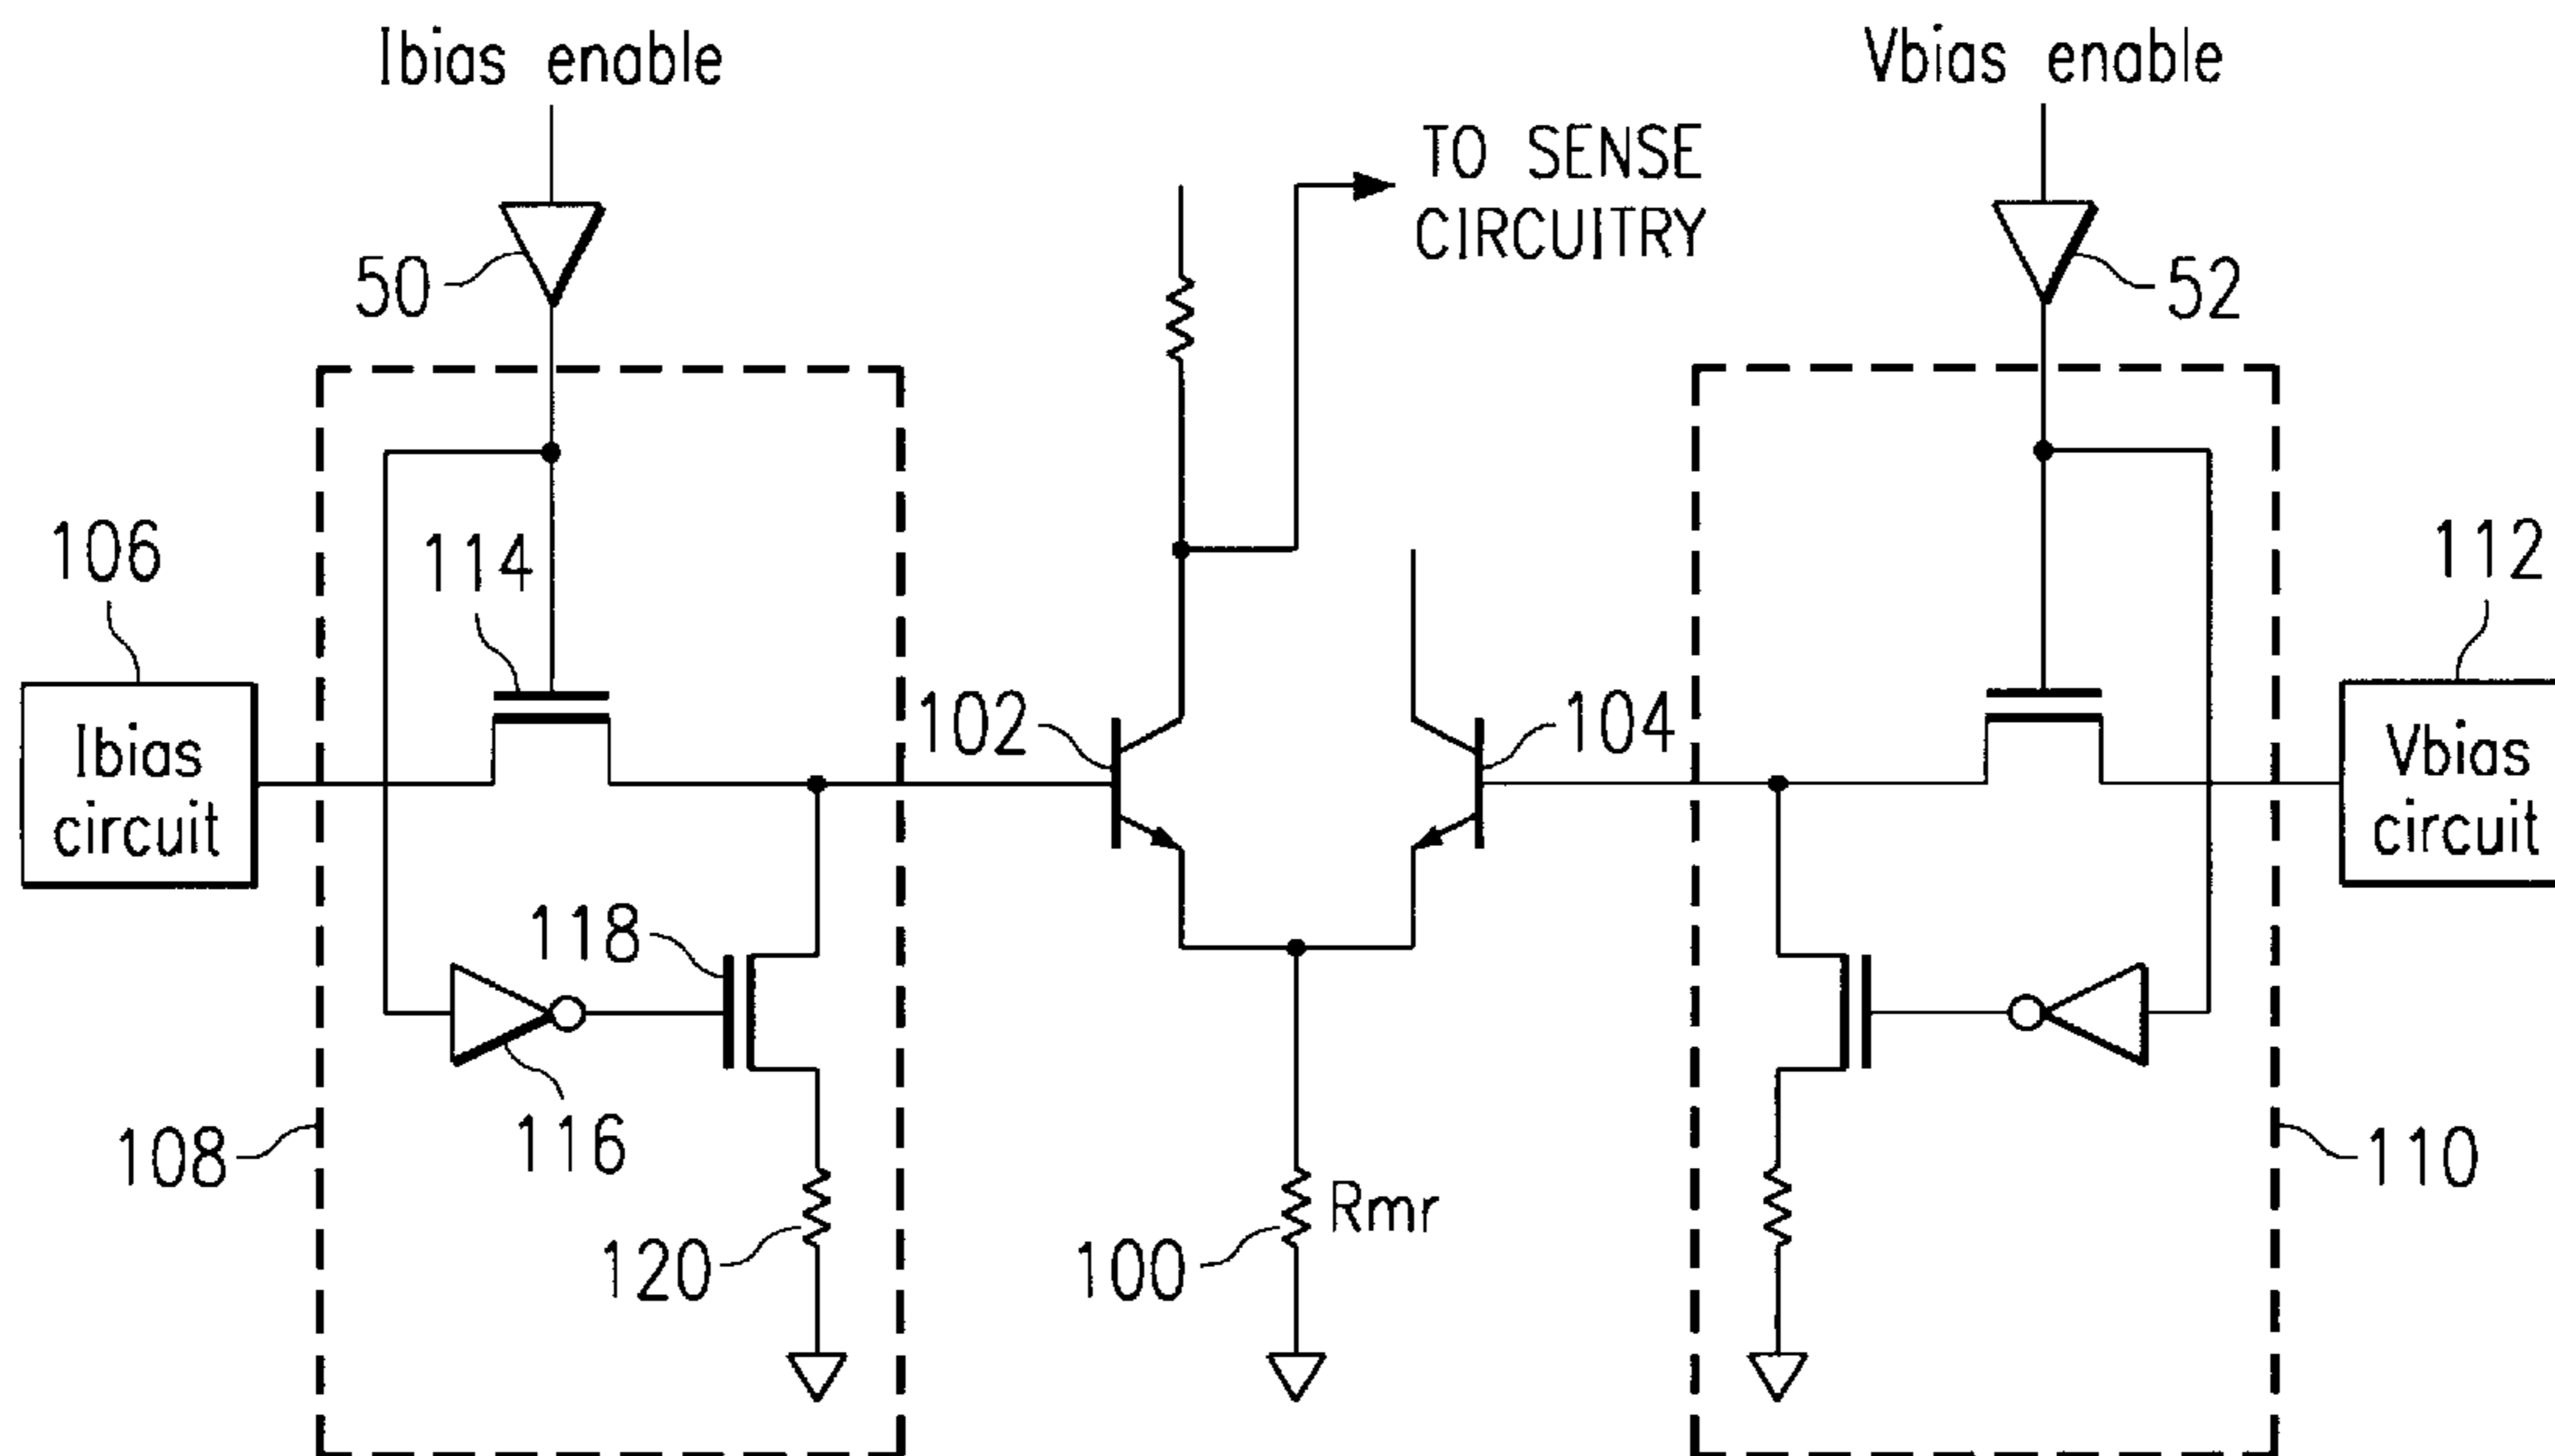 Ibias enable
Vbias enable
TO SENSE
CIRCUITRY
50
52
106
114
112
102
104
Ibias
circuit
Vbias
circuit
118
108
116
110
120
100
Rmr